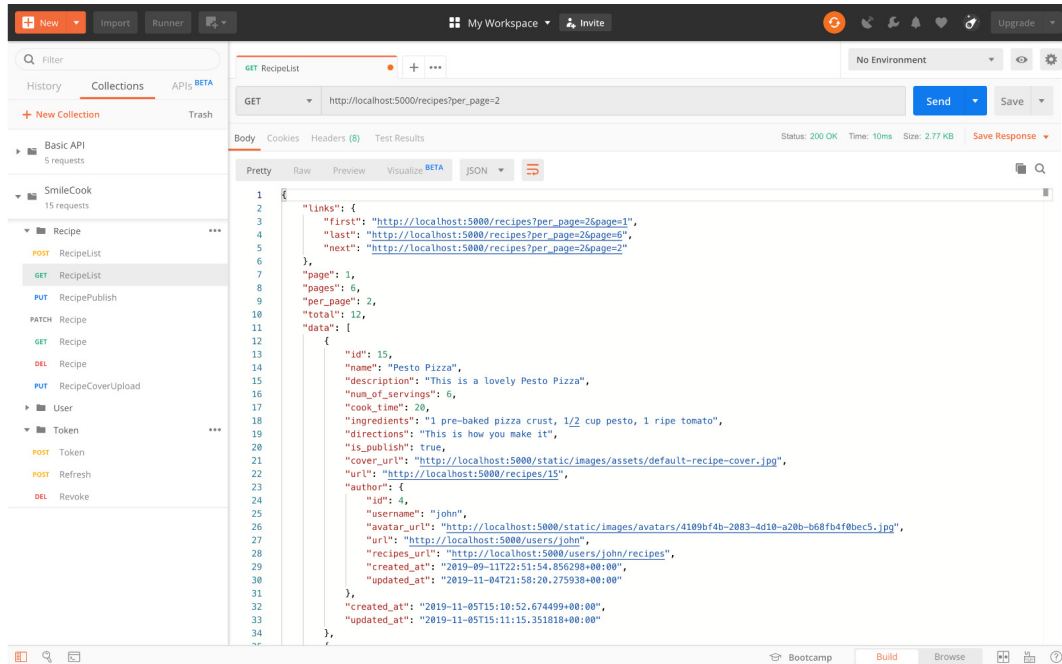 New Import Runner My Workspace Invite Upgrade
Filter
History Collections APIs BETA
+ New Collection Trash
Basic API
5 requests
SmileCook
15 requests
Recipe
POST RecipeList
GET RecipeList
PUT RecipePublish
PATCH Recipe
GET Recipe
DEL Recipe
PUT RecipeCoverUpload
User
Token
POST Token
POST Refresh
DEL Revoke
GET RecipeList No Environment
GET http://localhost:5000/recipes?per_page=2 Send Save
Body Cookies Headers (8) Test Results Status: 200 OK Time: 10ms Size: 2.77 KB Save Response
Pretty Raw Preview Visualize BETA JSON
1 {
2 "links": {
3 "first": "http://localhost:5000/recipes?per_page=2&page=1",
4 "last": "http://localhost:5000/recipes?per_page=2&page=6",
5 "next": "http://localhost:5000/recipes?per_page=2&page=2"
6 },
7 "page": 1,
8 "pages": 6,
9 "per_page": 2,
10 "total": 12,
11 "data": [
12 {
13 "id": 15,
14 "name": "Pesto Pizza",
15 "description": "This is a lovely Pesto Pizza",
16 "num_of_servings": 6,
17 "cook_time": 20,
18 "ingredients": "1 pre-baked pizza crust, 1/2 cup pesto, 1 ripe tomato",
19 "directions": "This is how you make it",
20 "is_publish": true,
21 "cover_url": "http://localhost:5000/static/images/assets/default-recipe-cover.jpg",
22 "url": "http://localhost:5000/recipes/15",
23 "author": {
24 "id": 4,
25 "username": "john",
26 "avatar_url": "http://localhost:5000/static/images/avatars/4109bf4b-2083-4d10-a20b-b68fb4f0bec5.jpg",
27 "url": "http://localhost:5000/users/john",
28 "recipes_url": "http://localhost:5000/users/john/recipes",
29 "created_at": "2019-09-11T22:51:54.856298+00:00",
30 "updated_at": "2019-11-04T21:58:20.275938+00:00"
31 },
32 "created_at": "2019-11-05T15:10:52.674499+00:00",
33 "updated_at": "2019-11-05T15:11:15.351818+00:00"
34 },
Bootcamp Build Browse